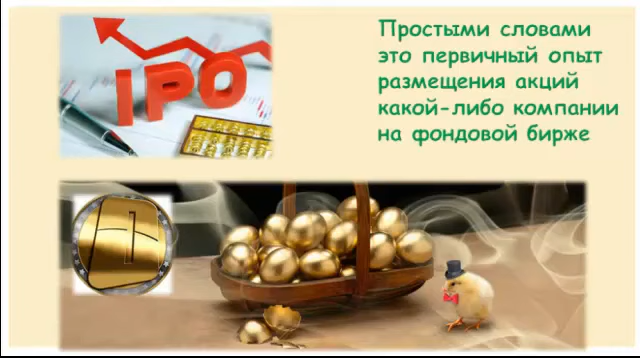 IPO
Простыми словами
это первичный опыт
размещения акций
какой-либо компании
на фондовой бирже